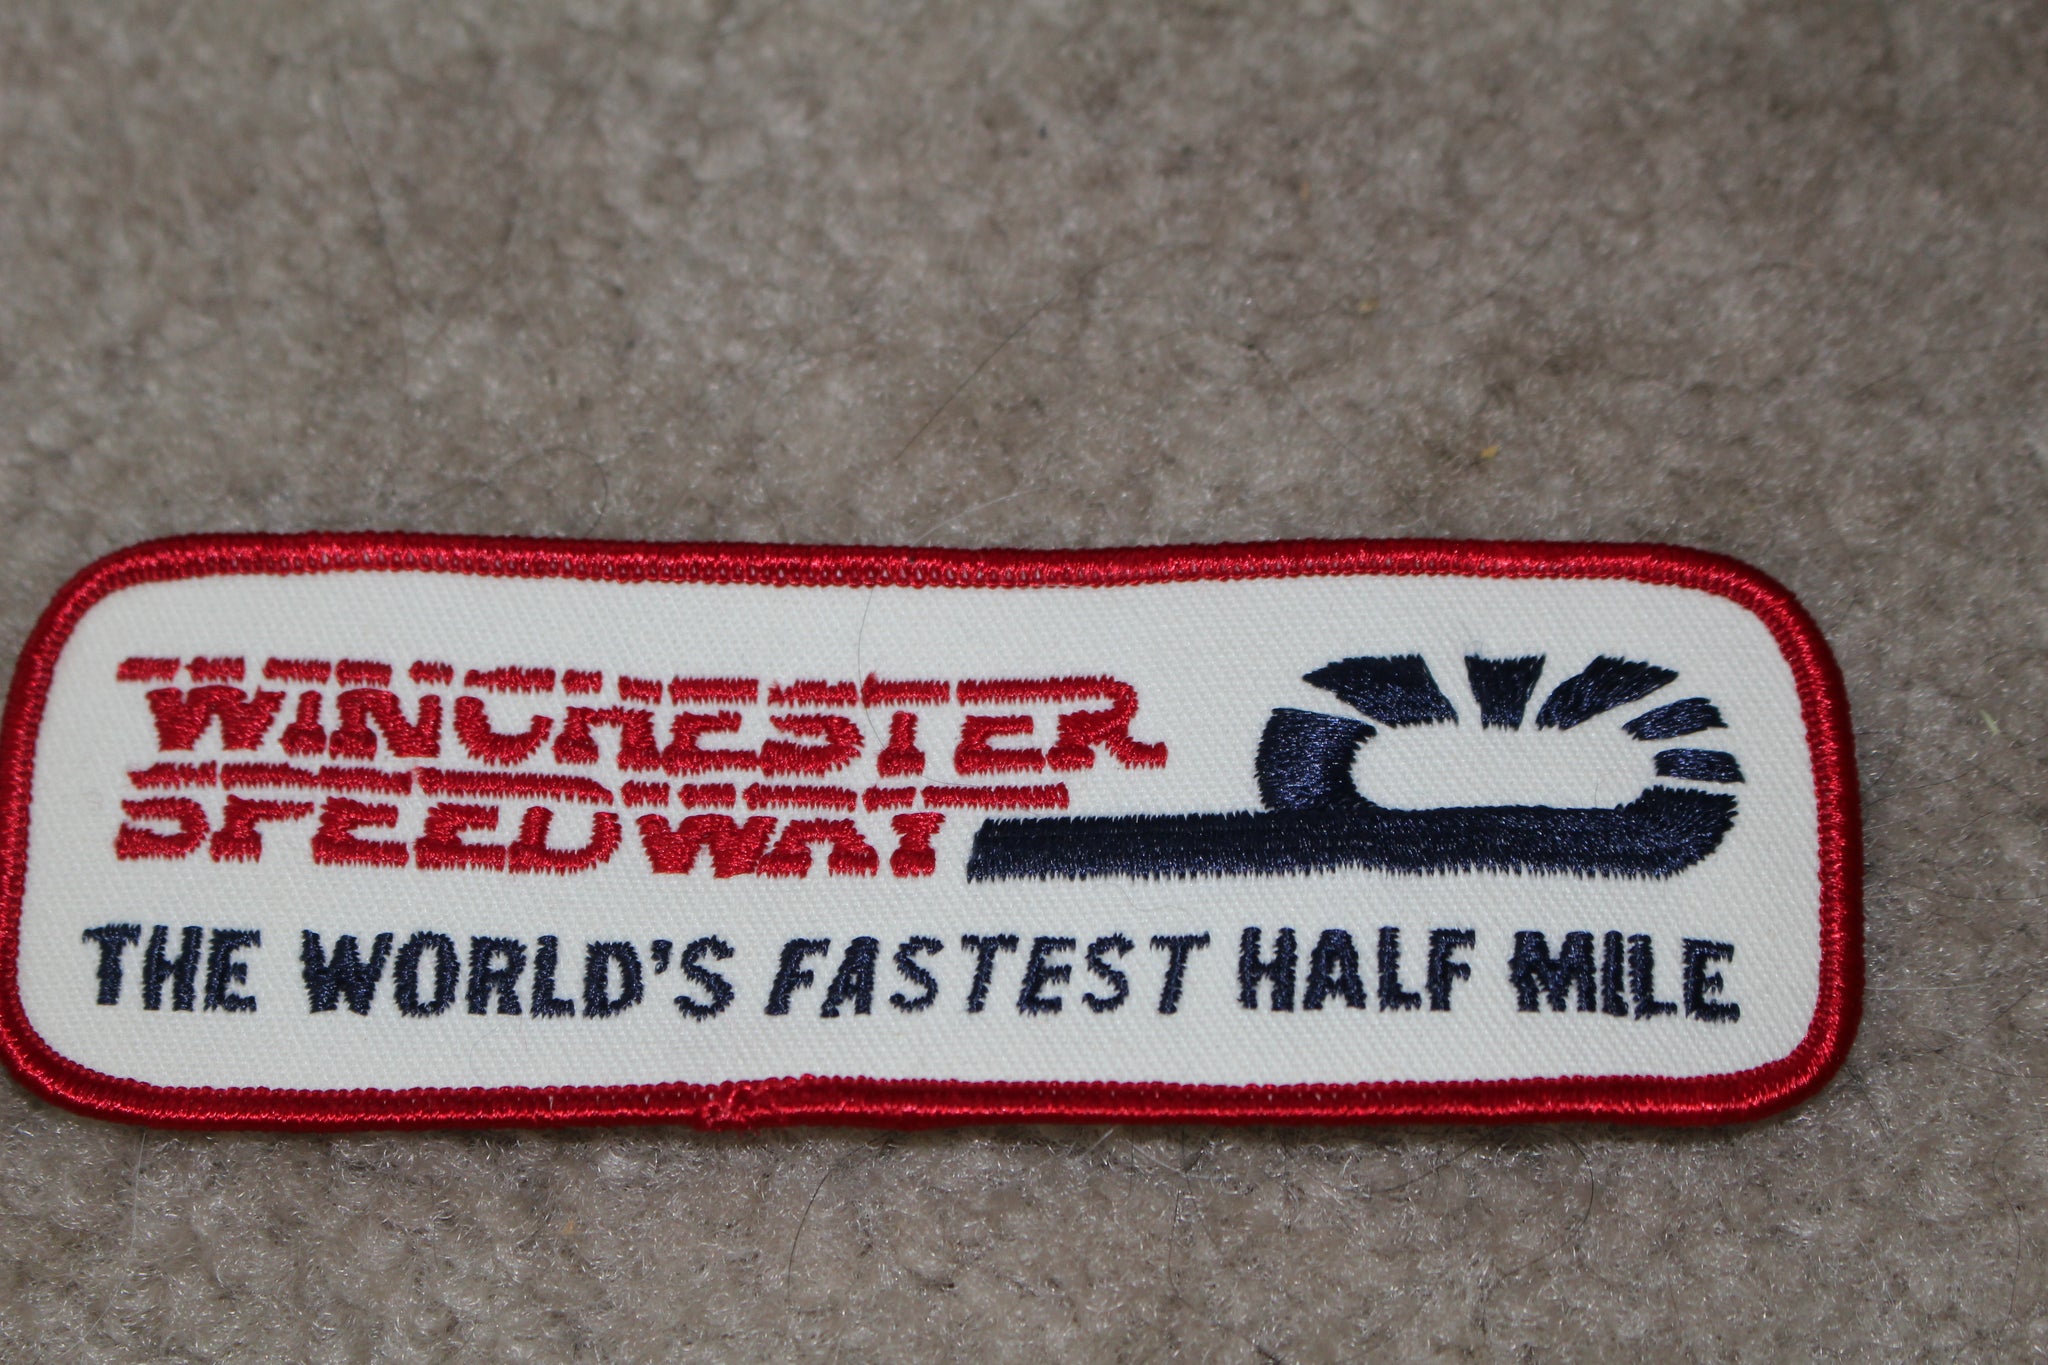 WINCHESTER
SPEEDWAY
THE WORLD'S FASTEST HALF MILE